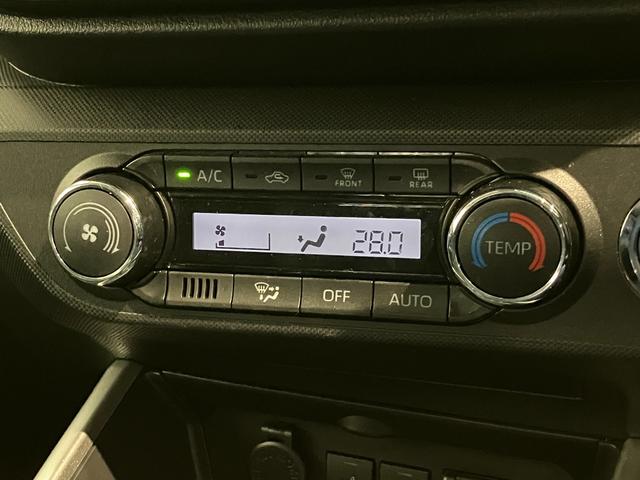 A/C
FRONT
REAR
28.0
TEMP
OFF
AUTO